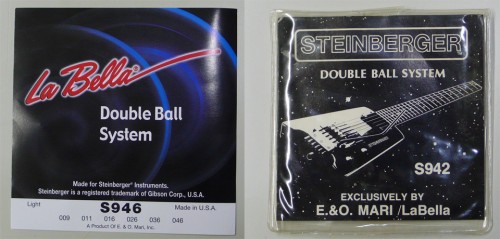 La Bella
Double Ball
System
Made for Steinberger® Instruments.
Steinberger is a registered trademark of Gibson Corp., U.S.A.
Light
S946
Made in U.S.A.
009 011 016 026 036 046
A Product Of E. & O. Mari, Inc.
STEINBERGER
DOUBLE BALL SYSTEM
S942
EXCLUSIVELY BY
E.&O. MARI /LaBella